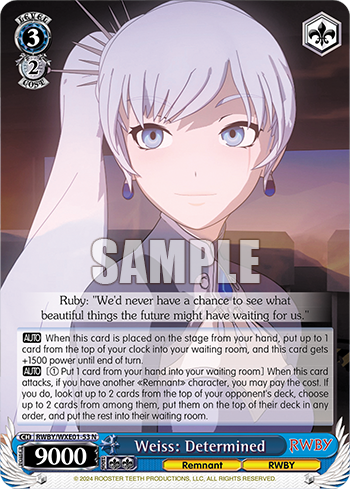 LEVEL
3
2
COST
SAMPLE
Ruby: "We'd never have a chance to see what
beautiful things the future might have waiting for us."
AUTO When this card is placed on the stage from your hand, put up to 1
card from the top of your clock into your waiting room, and this card gets
+1500 power until end of turn.
AUTO [① Put 1 card from your hand into your waiting room] When this card
attacks, if you have another «Remnant» character, you may pay the cost. If
you do, look at up to 2 cards from the top of your opponent's deck, choose
up to 2 cards from among them, put them on the top of their deck in any
order, and put the rest into their waiting room.
CH RWBY/WXE01-55 N
POWER 9000
Weiss: Determined
RWBY
Remnant RWBY
© 2024 ROOSTER TEETH PRODUCTIONS, LLC, ALL RIGHTS RESERVED.